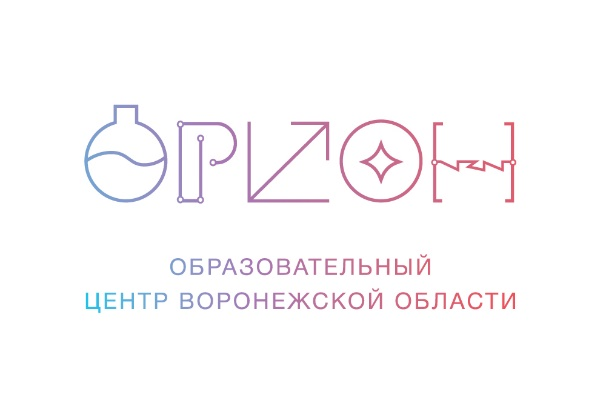 ОРИОН
ОБРАЗОВАТЕЛЬНЫЙ
ЦЕНТР ВОРОНЕЖСКОЙ ОБЛАСТИ